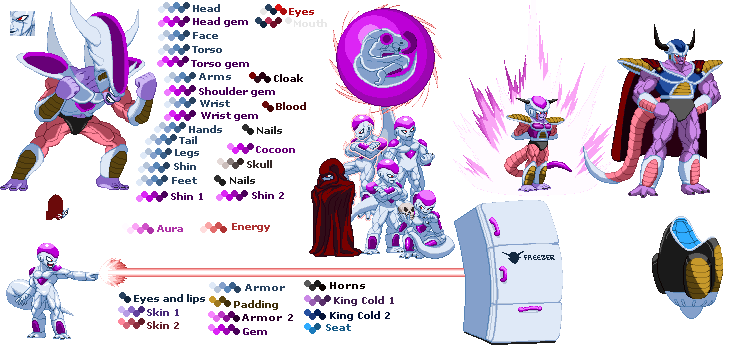 Head
Eyes
Head gem
Mouth
Face
Torso
Torso gem
Arms
Cloak
Shoulder gem
Wrist
Blood
Wrist gem
Hands
Nails
Tail
Cocoon
Legs
Skull
Shin
Feet
Nails
Shin 1
Shin 2
Aura
Energy
FREEZER
Eyes and lips
Skin 1
Skin 2
Armor
Padding
Armor 2
Gem
Horns
King Cold 1
King Cold 2
Seat